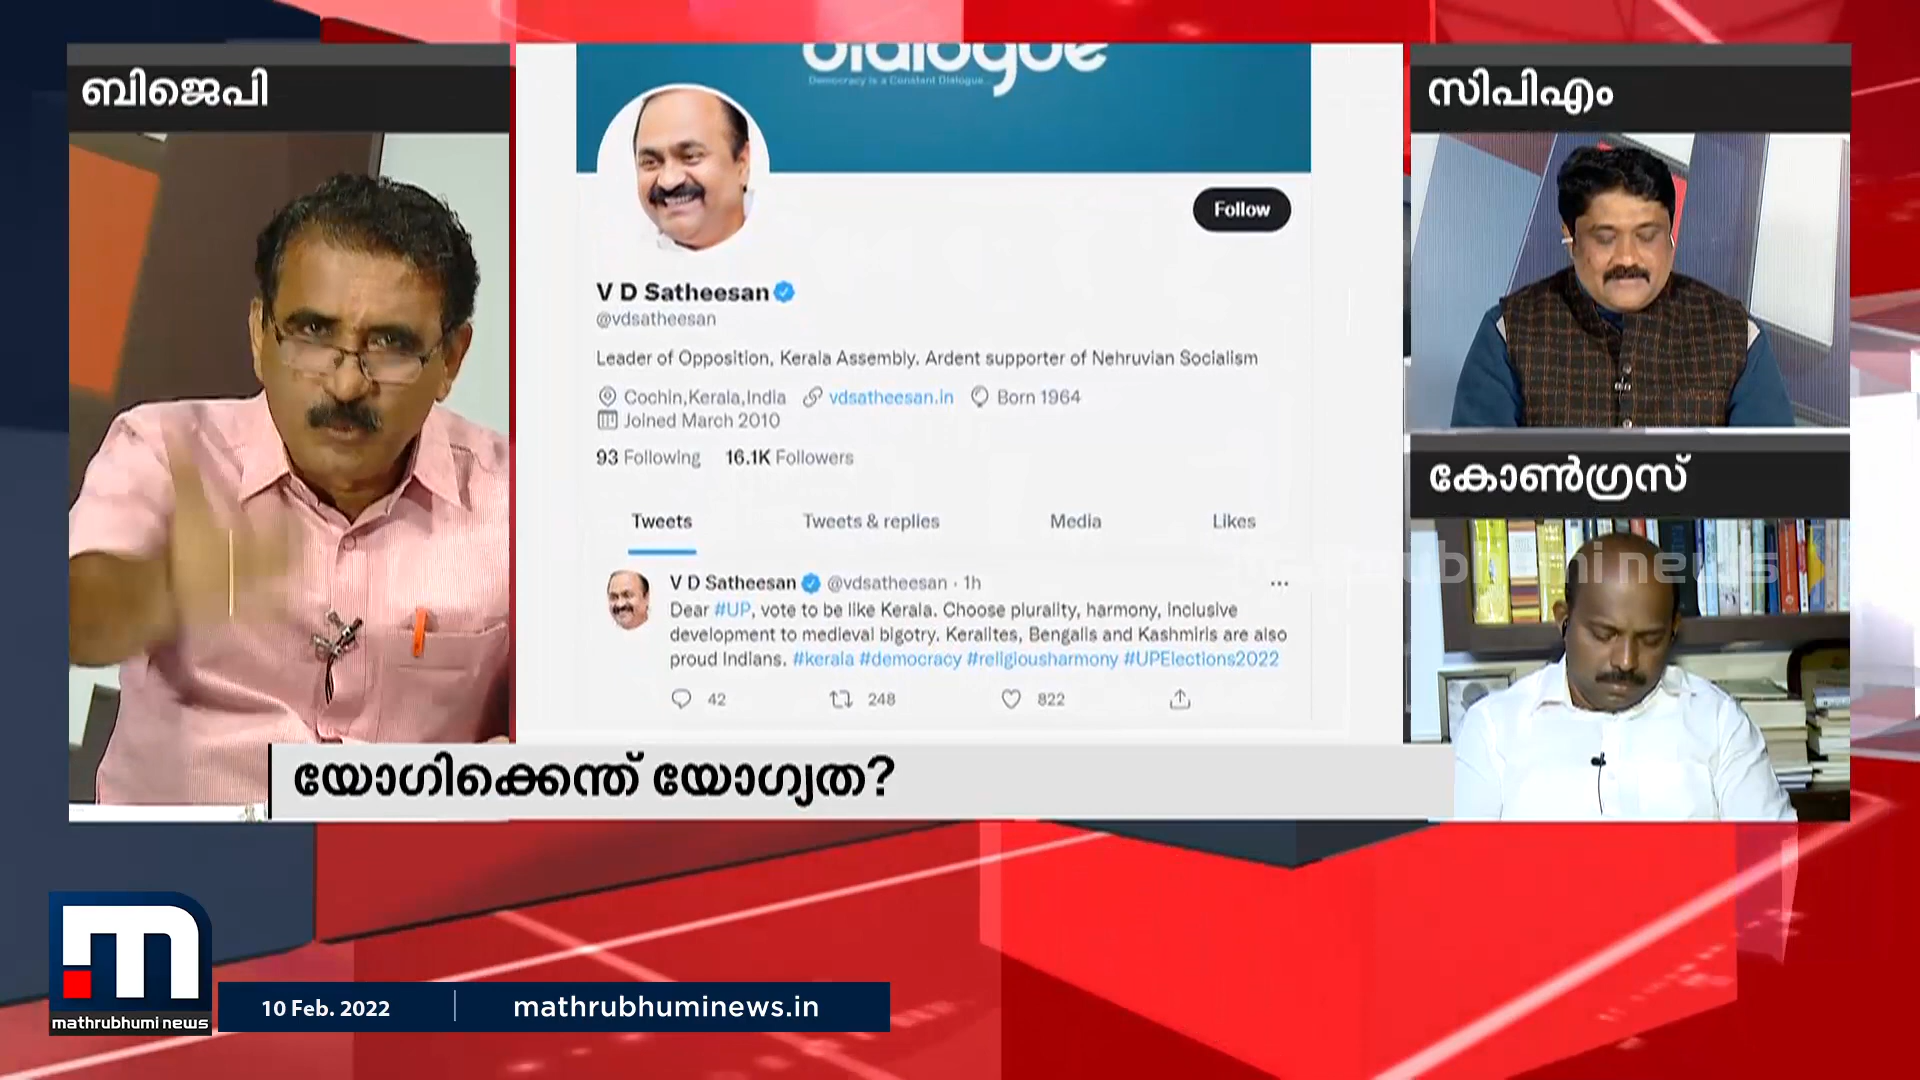 ബിജെപി
dialogue
Democracy is a Constant Dialogue...
Follow
V D Satheesan
@vdsatheesan
Leader of Opposition, Kerala Assembly. Ardent supporter of Nehruvian Socialism
Cochin,Kerala,India vdsatheesan.in Born 1964
Joined March 2010
93 Following 16.1K Followers
Tweets Tweets & replies Media Likes
V D Satheesan @vdsatheesan · 1h
Dear #UP, vote to be like Kerala. Choose plurality, harmony, inclusive
development to medieval bigotry. Keralites, Bengalis and Kashmiris are also
proud Indians. #kerala #democracy #religiousharmony #UPElections2022
42 248 822
സിപിഎം
കോൺഗ്രസ്
mathrubhumi news
യോഗിക്കെന്ത് യോഗ്യത?
mathrubhumi news
10 Feb. 2022 mathrubhuminews.in